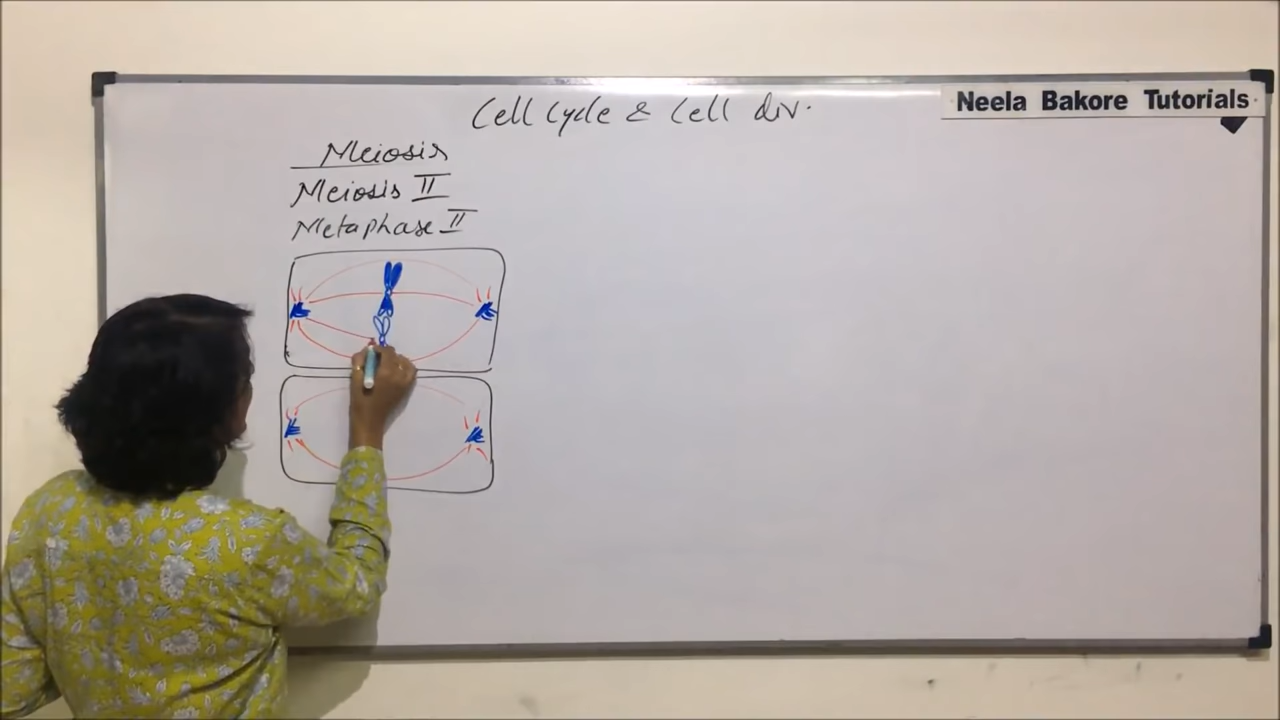 Neela Bakore Tutorials
Cell Cycle & Cell div.
Meiosis
Meiosis II
Metaphase II